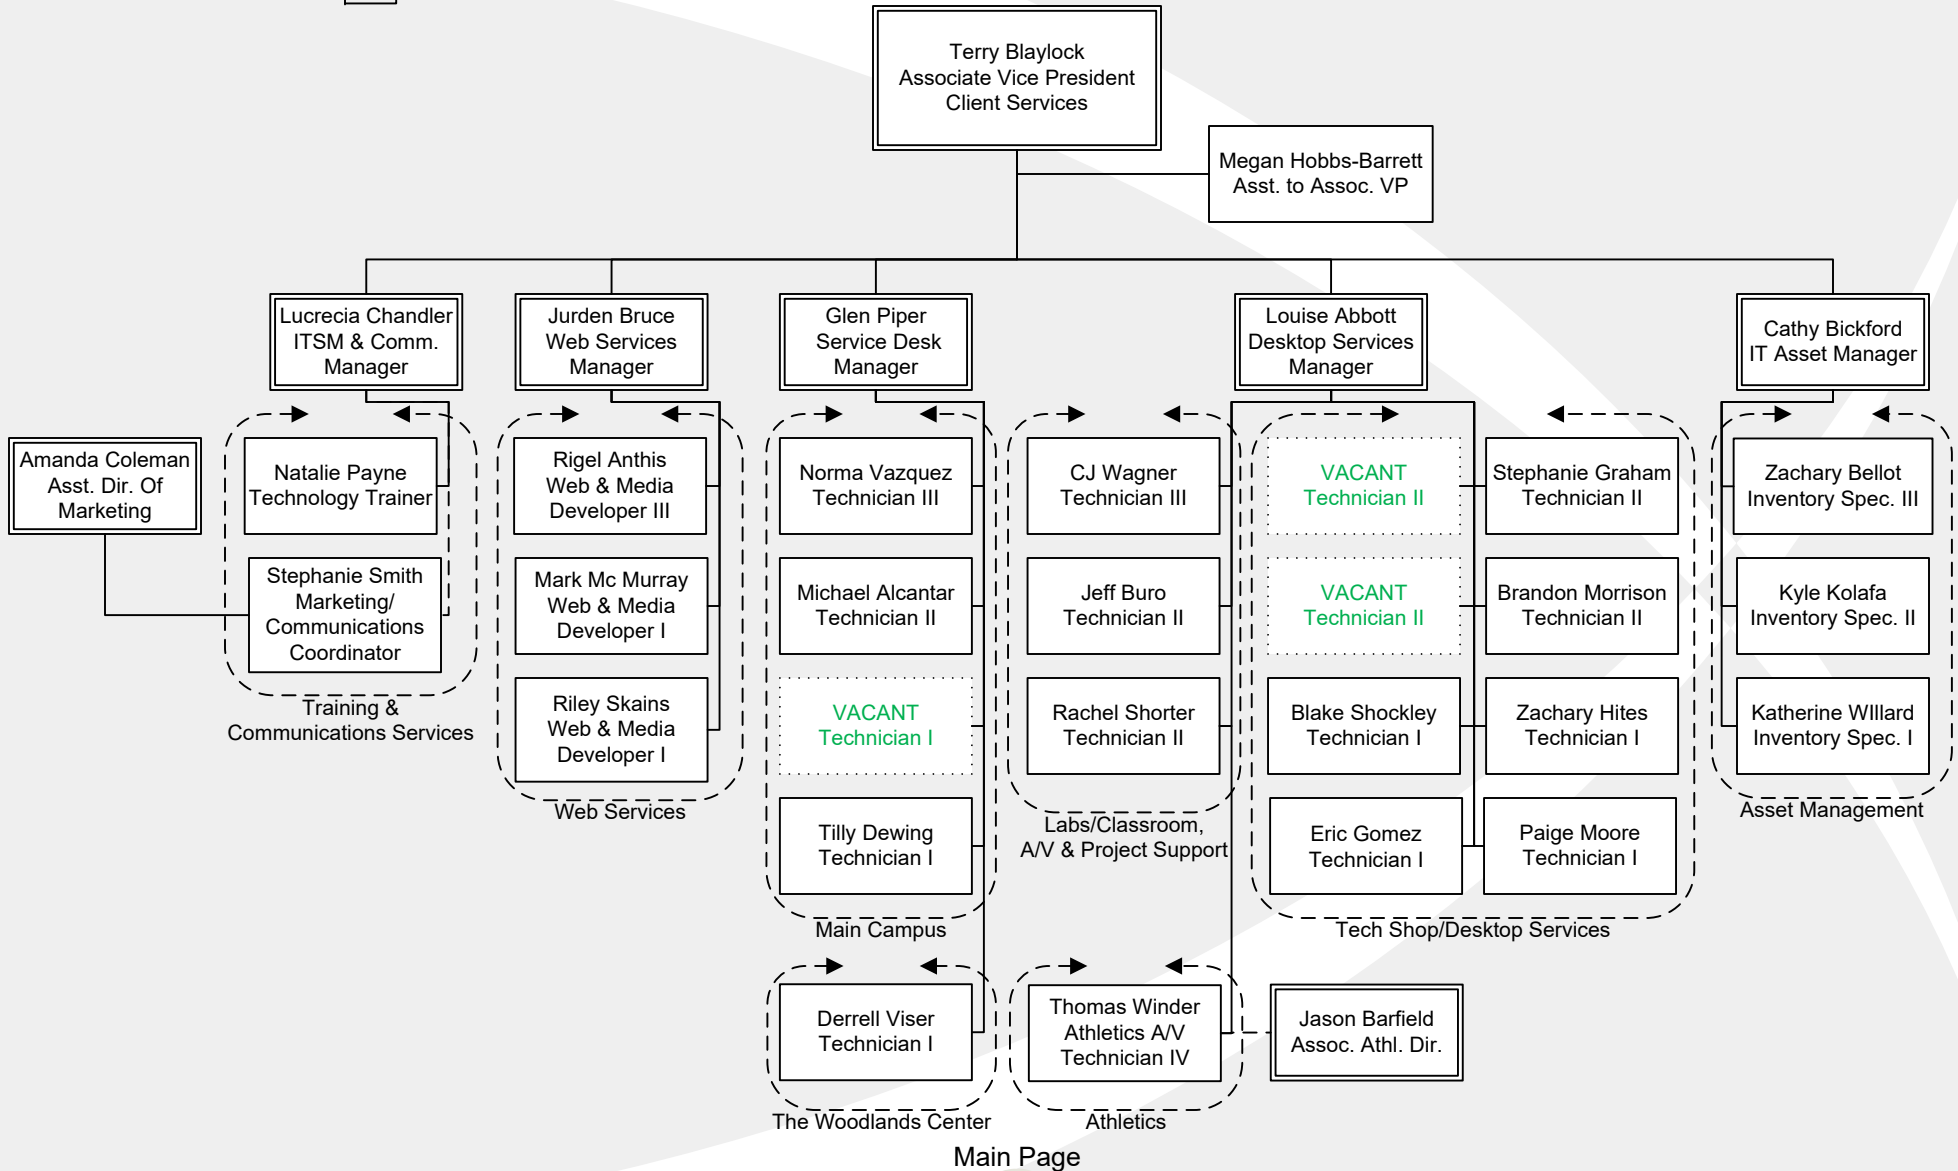 Terry Blaylock
Associate Vice President
Client Services
Megan Hobbs-Barrett
Asst. to Assoc. VP
Lucrecia Chandler
ITSM & Comm.
Manager
Jurden Bruce
Web Services
Manager
Glen Piper
Service Desk
Manager
Louise Abbott
Desktop Services
Manager
Cathy Bickford
IT Asset Manager
Amanda Coleman
Asst. Dir. Of
Marketing
Natalie Payne
Technology Trainer
Stephanie Smith
Marketing/
Communications
Coordinator
Training &
Communications Services
Rigel Anthis
Web & Media
Developer III
Mark Mc Murray
Web & Media
Developer I
Riley Skains
Web & Media
Developer I
Web Services
Norma Vazquez
Technician III
Michael Alcantar
Technician II
VACANT
Technician I
Tilly Dewing
Technician I
Main Campus
Derrell Viser
Technician I
The Woodlands Center
CJ Wagner
Technician III
Jeff Buro
Technician II
Rachel Shorter
Technician II
Labs/Classroom,
A/V & Project Support
Thomas Winder
Athletics A/V
Technician IV
Athletics
Jason Barfield
Assoc. Athl. Dir.
VACANT
Technician II
Stephanie Graham
Technician II
VACANT
Technician II
Brandon Morrison
Technician II
Blake Shockley
Technician I
Zachary Hites
Technician I
Eric Gomez
Technician I
Paige Moore
Technician I
Tech Shop/Desktop Services
Zachary Bellot
Inventory Spec. III
Kyle Kolafa
Inventory Spec. II
Katherine WIllard
Inventory Spec. I
Asset Management
Main Page